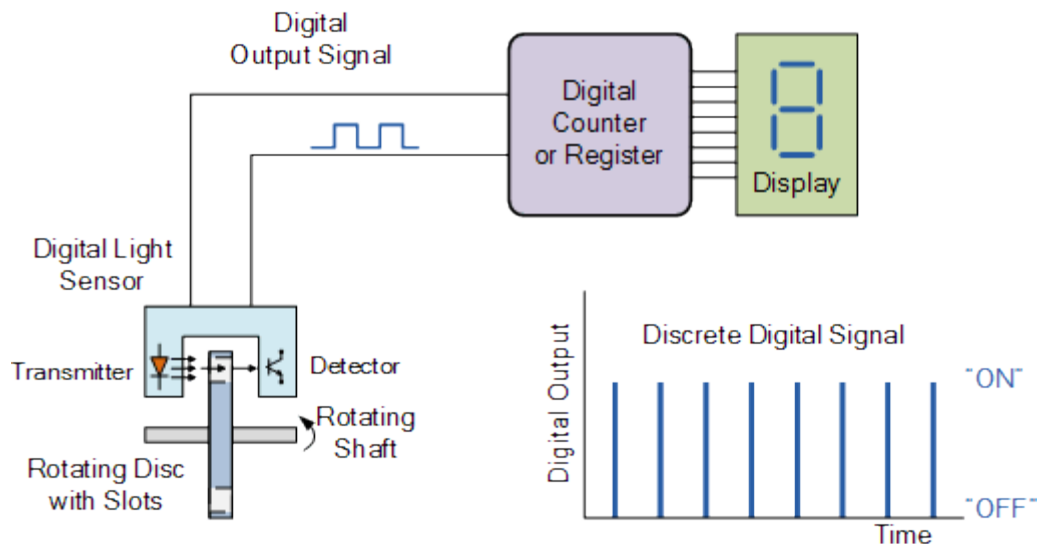 Digital
Output Signal
Digital
Counter
or Register
Display
Digital Light
Sensor
Transmitter
Detector
Rotating
Shaft
Rotating Disc
with Slots
Discrete Digital Signal
Digital Output
"ON"
"OFF"
Time